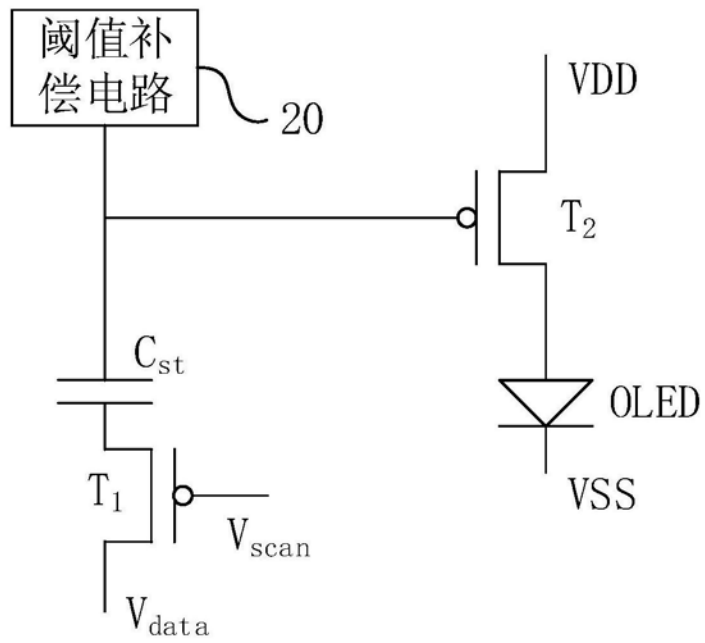 阈值补
偿电路
20
VDD
T₂
Cst
OLED
T₁
VSS
Vscan
Vdata